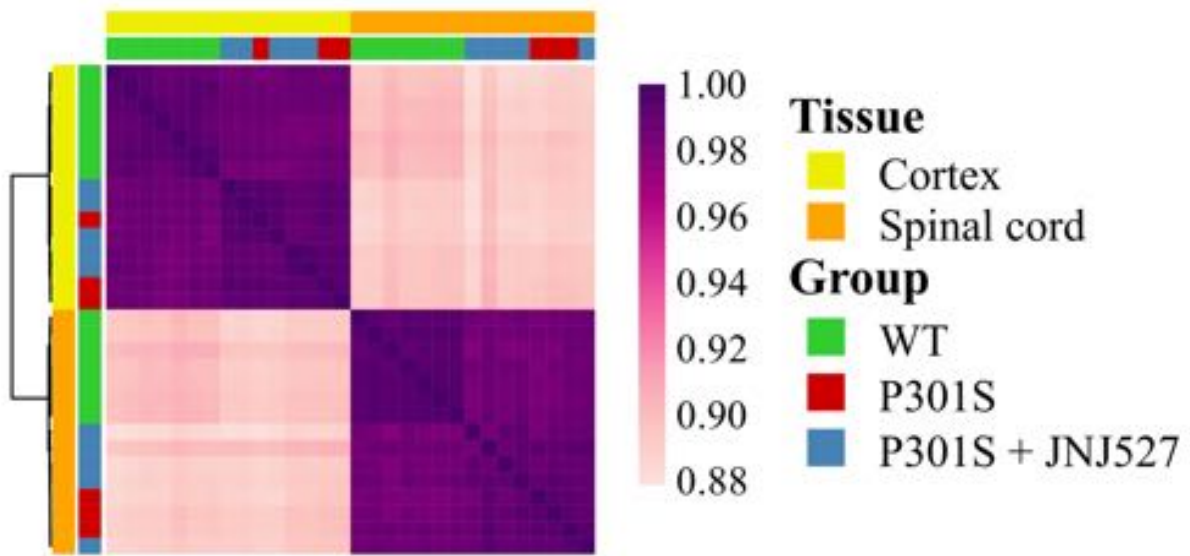 1.00
0.98
0.96
0.94
0.92
0.90
0.88
Tissue
Cortex
Spinal cord
Group
WT
P301S
P301S + JNJ527